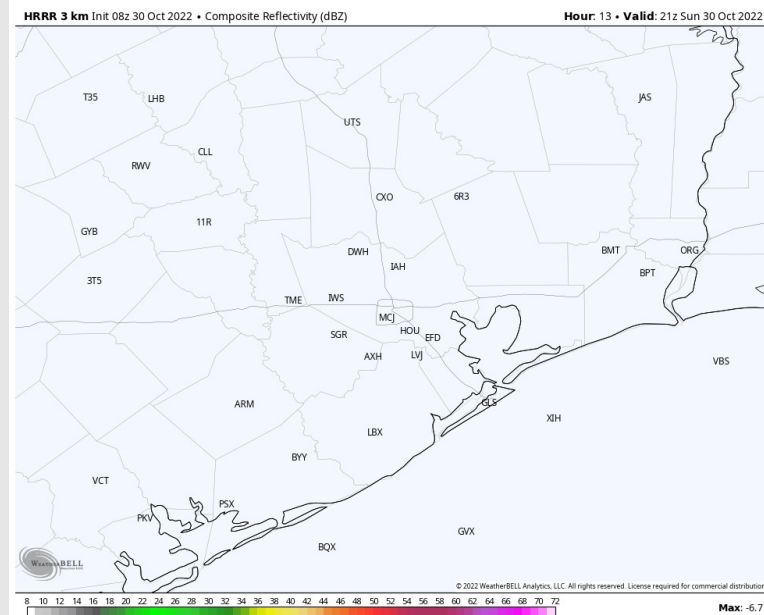 HRRR 3 km Init 08z 30 Oct 2022 • Composite Reflectivity (dBZ) Hour: 13 • Valid: 21z Sun 30 Oct 2022
T35 LHB JAS
UTS
CLL
RWV
CXO 6R3
11R
GYB
DWH BMT ORG
IAH
BPT
3T5
TME IWS
MCJ
SGR HOU EFD
AXH LVJ
VBS
ARM GLS
XIH
LBX
BYY
VCT
PSX
PKV
GVX
BQX
WEATHERBELL
© 2022 WeatherBELL Analytics, LLC. All rights reserved. License required for commercial distribution
8 10 12 14 16 18 20 22 24 26 28 30 32 34 36 38 40 42 44 46 48 50 52 54 56 58 60 62 64 66 68 70 72
Max: -6.7